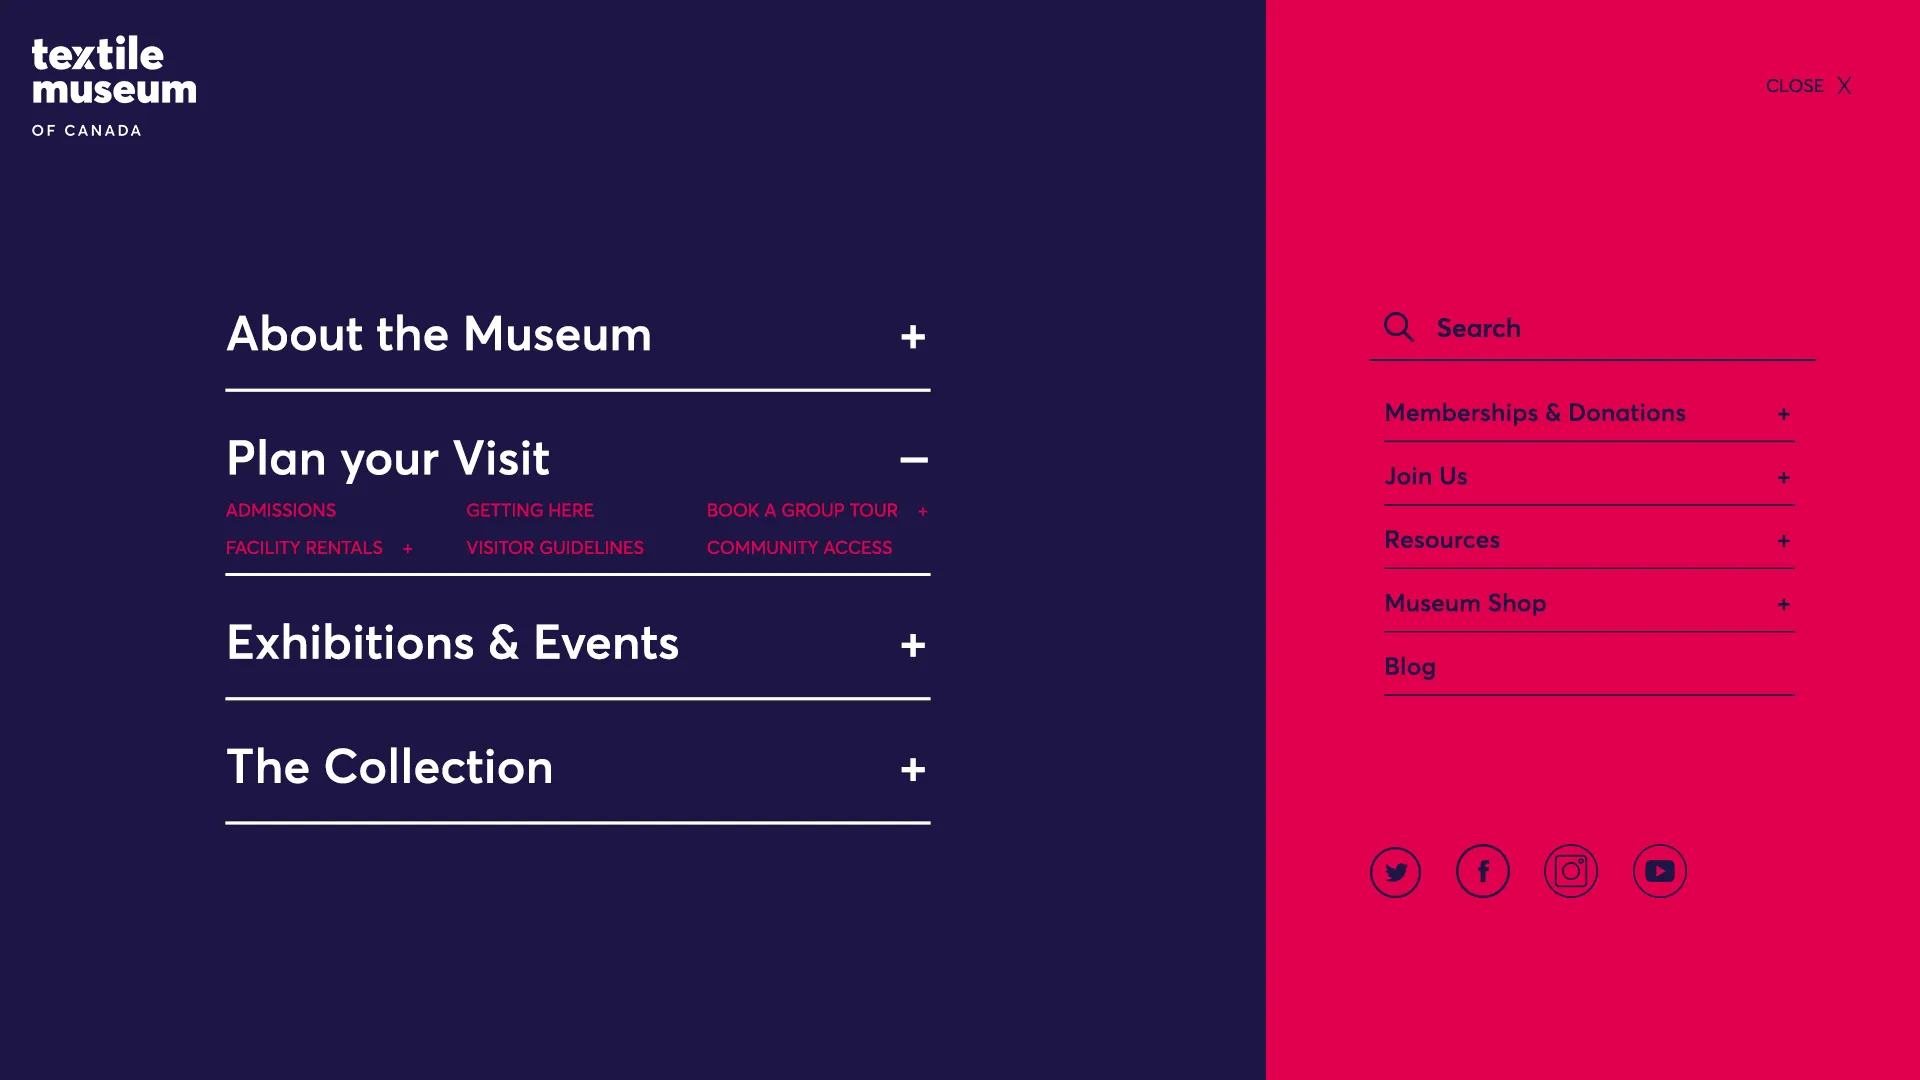 textile
museum
OF CANADA
CLOSE X
About the Museum +
Plan your Visit –
ADMISSIONS GETTING HERE BOOK A GROUP TOUR +
FACILITY RENTALS + VISITOR GUIDELINES COMMUNITY ACCESS
Exhibitions & Events +
The Collection +
Search
Memberships & Donations +
Join Us +
Resources +
Museum Shop +
Blog